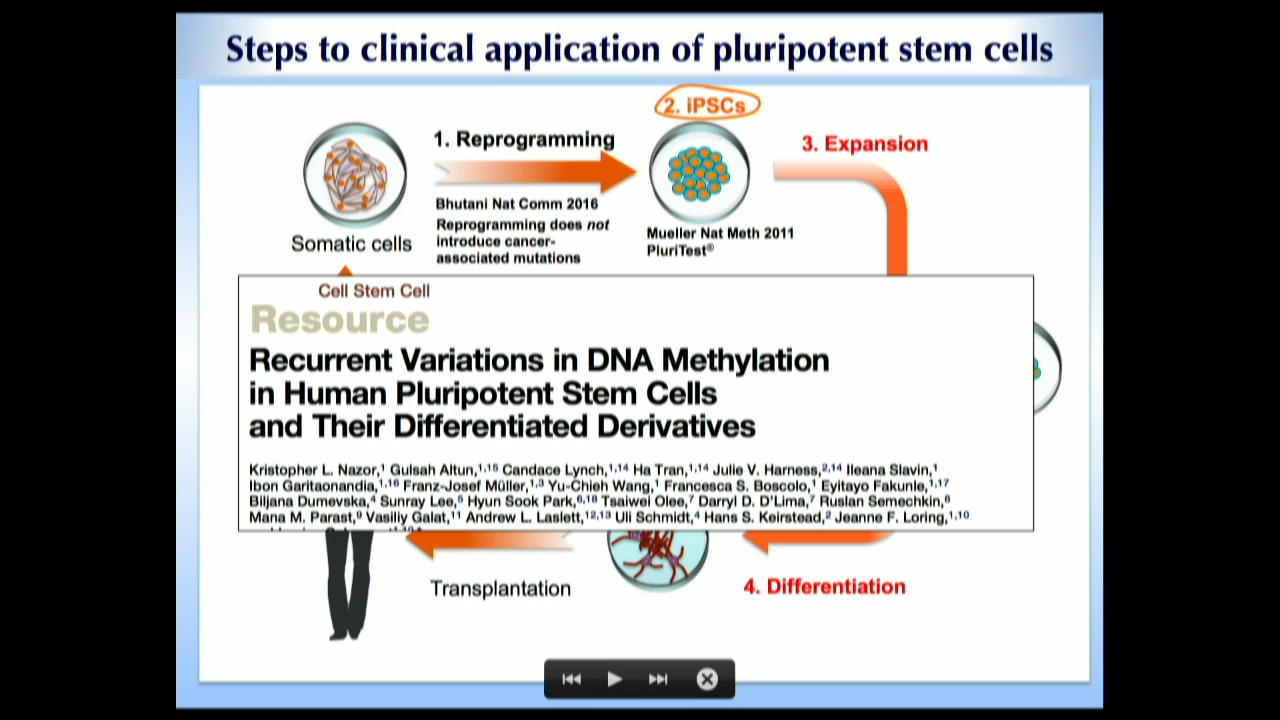 Steps to clinical application of pluripotent stem cells
2. iPSCs
1. Reprogramming
3. Expansion
Bhutani Nat Comm 2016
Reprogramming does not
introduce cancer-
associated mutations
Somatic cells
Mueller Nat Meth 2011
PluriTest®
Cell Stem Cell
Resource
Recurrent Variations in DNA Methylation
in Human Pluripotent Stem Cells
and Their Differentiated Derivatives
Kristopher L. Nazor,1 Gulsah Altun,1,15 Candace Lynch,1,14 Ha Tran,1,14 Julie V. Harness,2,14 Ileana Slavin,1
Ibon Garitaonandia,1,16 Franz-Josef Müller,1,3 Yu-Chieh Wang,1 Francesca S. Boscolo,1 Eyitayo Fakunle,1,17
Biljana Dumevska,4 Sunray Lee,5 Hyun Sook Park,6,18 Tsaiwei Olee,7 Darryl D. D'Lima,7 Ruslan Semechkin,8
Mana M. Parast,9 Vasiliy Galat,11 Andrew L. Laslett,12,13 Uli Schmidt,4 Hans S. Keirstead,2 Jeanne F. Loring,1,10
Transplantation
4. Differentiation